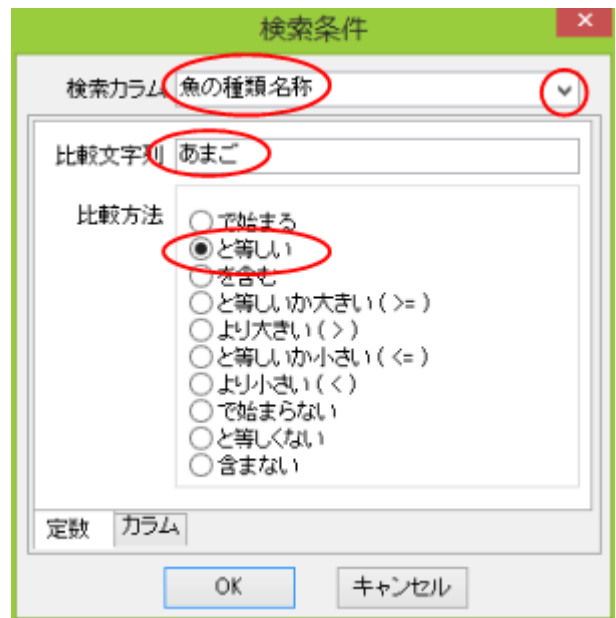 検索条件
検索カラム 魚の種類名称
比較文字列 あまご
比較方法
で始まる
と等しい
を含む
と等しいか大きい(>=)
より大きい(>)
と等しいか小さい(<=)
より小さい(<)
で始まらない
と等しくない
含まない
定数 カラム
OK キャンセル